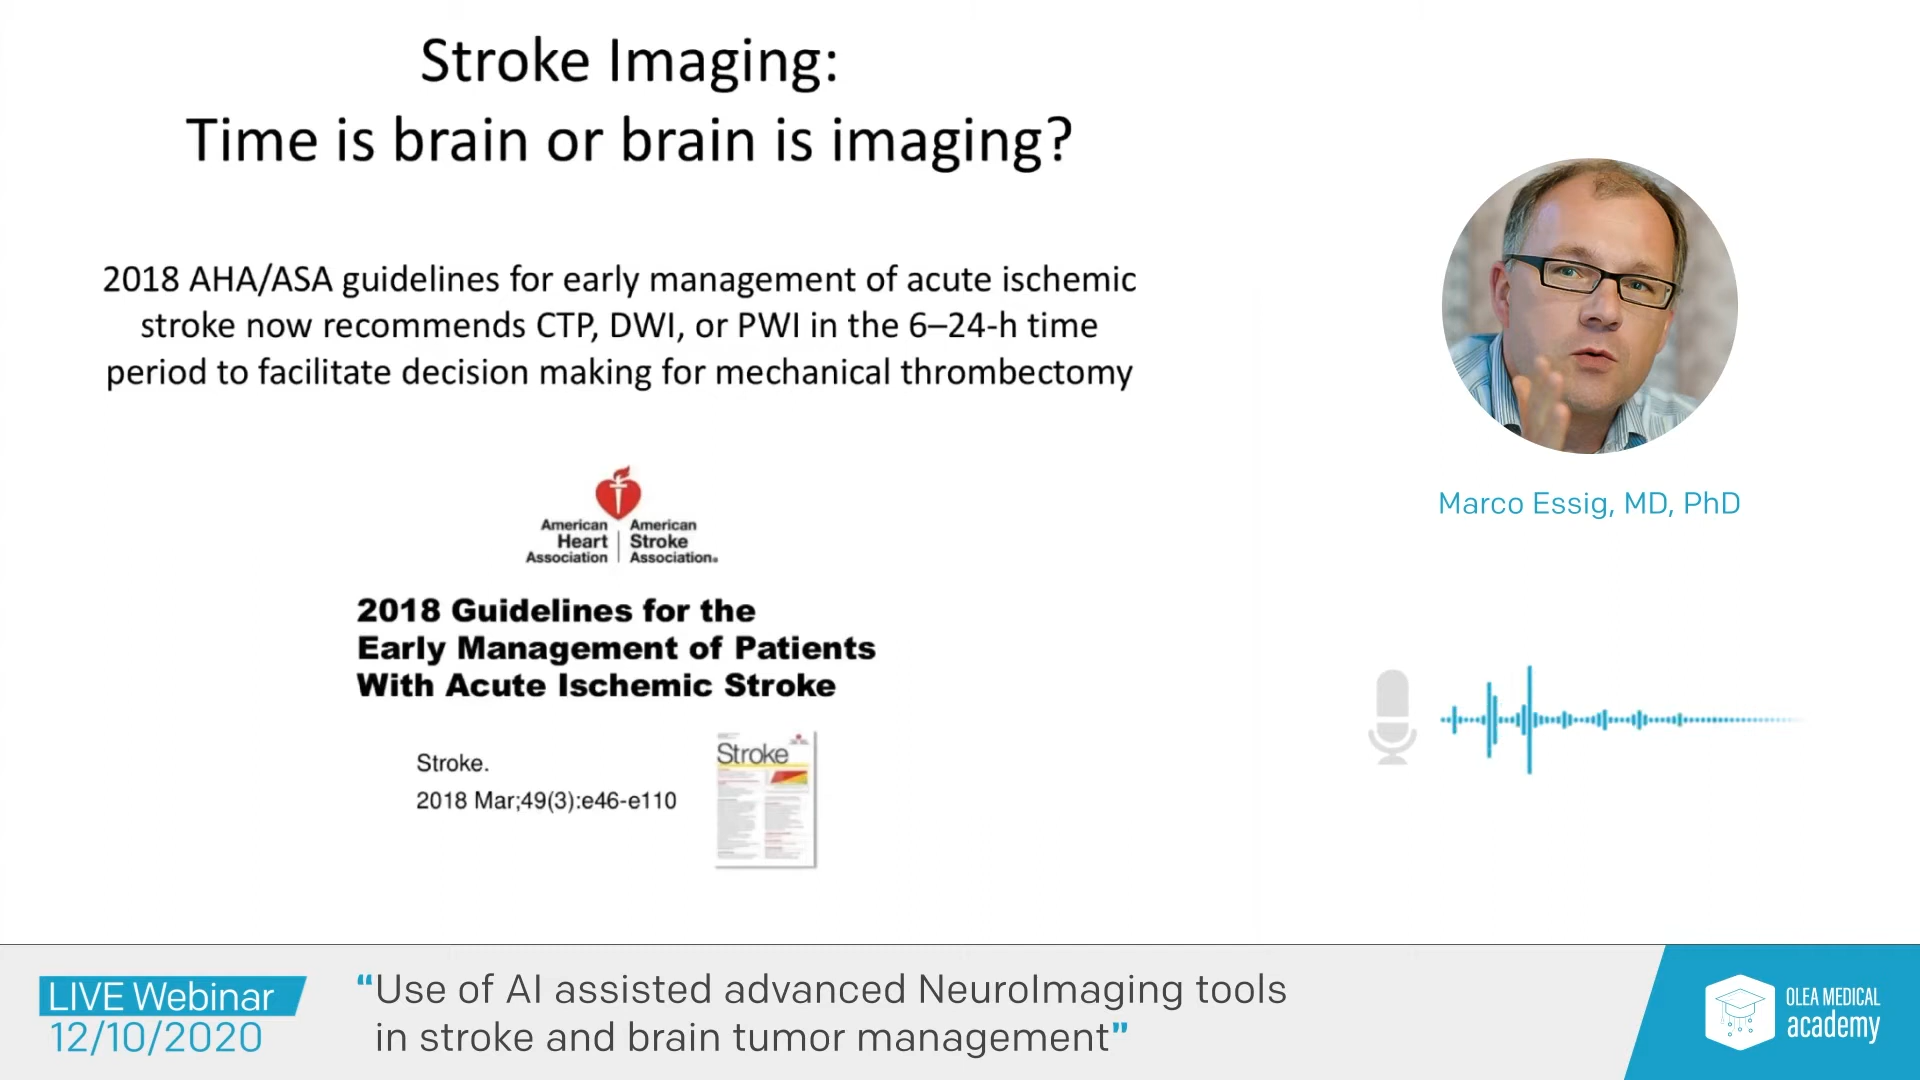 Stroke Imaging:
Time is brain or brain is imaging?
2018 AHA/ASA guidelines for early management of acute ischemic
stroke now recommends CTP, DWI, or PWI in the 6–24-h time
period to facilitate decision making for mechanical thrombectomy
American American
Heart Stroke
Association Association®
2018 Guidelines for the
Early Management of Patients
With Acute Ischemic Stroke
Stroke.
2018 Mar;49(3):e46-e110
Stroke
Marco Essig, MD, PhD
LIVE Webinar
12/10/2020
“Use of AI assisted advanced NeuroImaging tools
in stroke and brain tumor management”
OLEA MEDICAL
academy